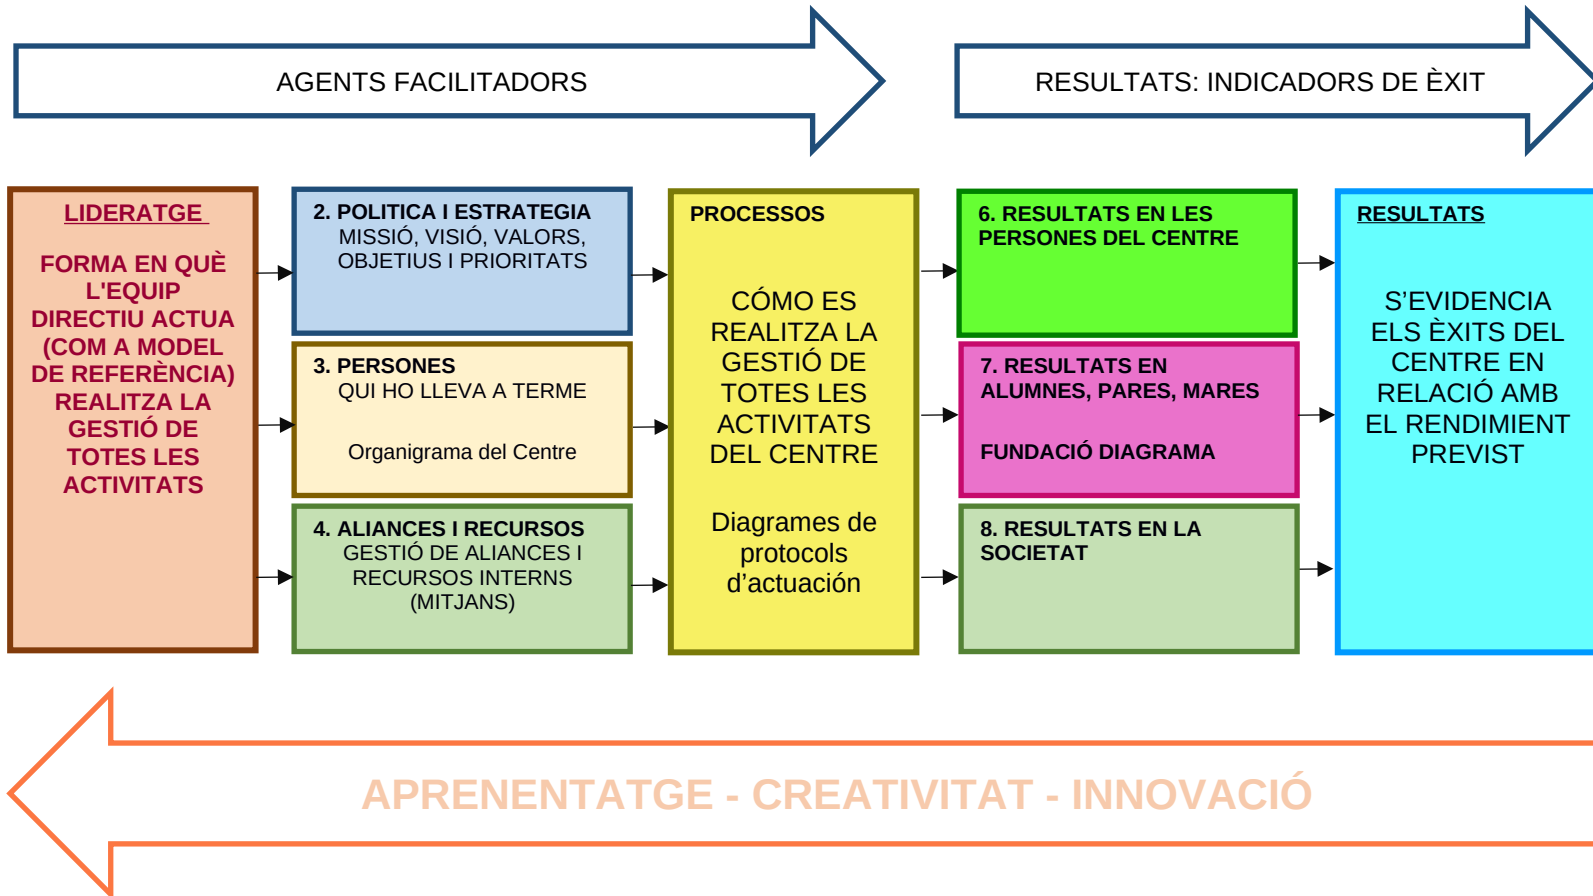 AGENTS FACILITADORS
RESULTATS: INDICADORS DE ÈXIT
LIDERATGE
FORMA EN QUÈ
L'EQUIP
DIRECTIU ACTUA
(COM A MODEL
DE REFERÈNCIA)
REALITZA LA
GESTIÓ DE
TOTES LES
ACTIVITATS
2. POLITICA I ESTRATEGIA
MISSIÓ, VISIÓ, VALORS,
OBJETIUS I PRIORITATS
3. PERSONES
QUI HO LLEVA A TERME
Organigrama del Centre
4. ALIANCES I RECURSOS
GESTIÓ DE ALIANCES I
RECURSOS INTERNS
(MITJANS)
PROCESSOS
CÓMO ES
REALITZA LA
GESTIÓ DE
TOTES LES
ACTIVITATS
DEL CENTRE
Diagrames de
protocols
d’actuación
6. RESULTATS EN LES
PERSONES DEL CENTRE
7. RESULTATS EN
ALUMNES, PARES, MARES
FUNDACIÓ DIAGRAMA
8. RESULTATS EN LA
SOCIETAT
RESULTATS
S’EVIDENCIA
ELS ÈXITS DEL
CENTRE EN
RELACIÓ AMB
EL RENDIMIENT
PREVIST
APRENENTATGE - CREATIVITAT - INNOVACIÓ